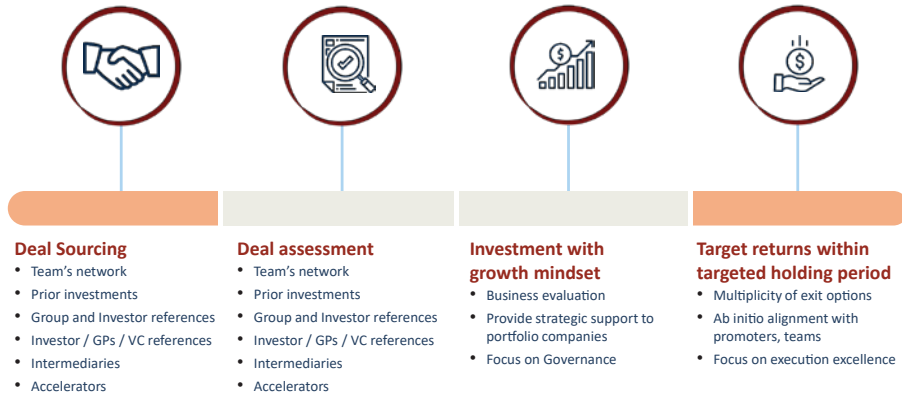 Deal Sourcing
• Team's network
• Prior investments
• Group and Investor references
• Investor / GPs / VC references
• Intermediaries
• Accelerators
Deal assessment
• Team's network
• Prior investments
• Group and Investor references
• Investor / GPs / VC references
• Intermediaries
• Accelerators
Investment with
growth mindset
• Business evaluation
• Provide strategic support to
portfolio companies
• Focus on Governance
Target returns within
targeted holding period
• Multiplicity of exit options
• Ab initio alignment with
promoters, teams
• Focus on execution excellence